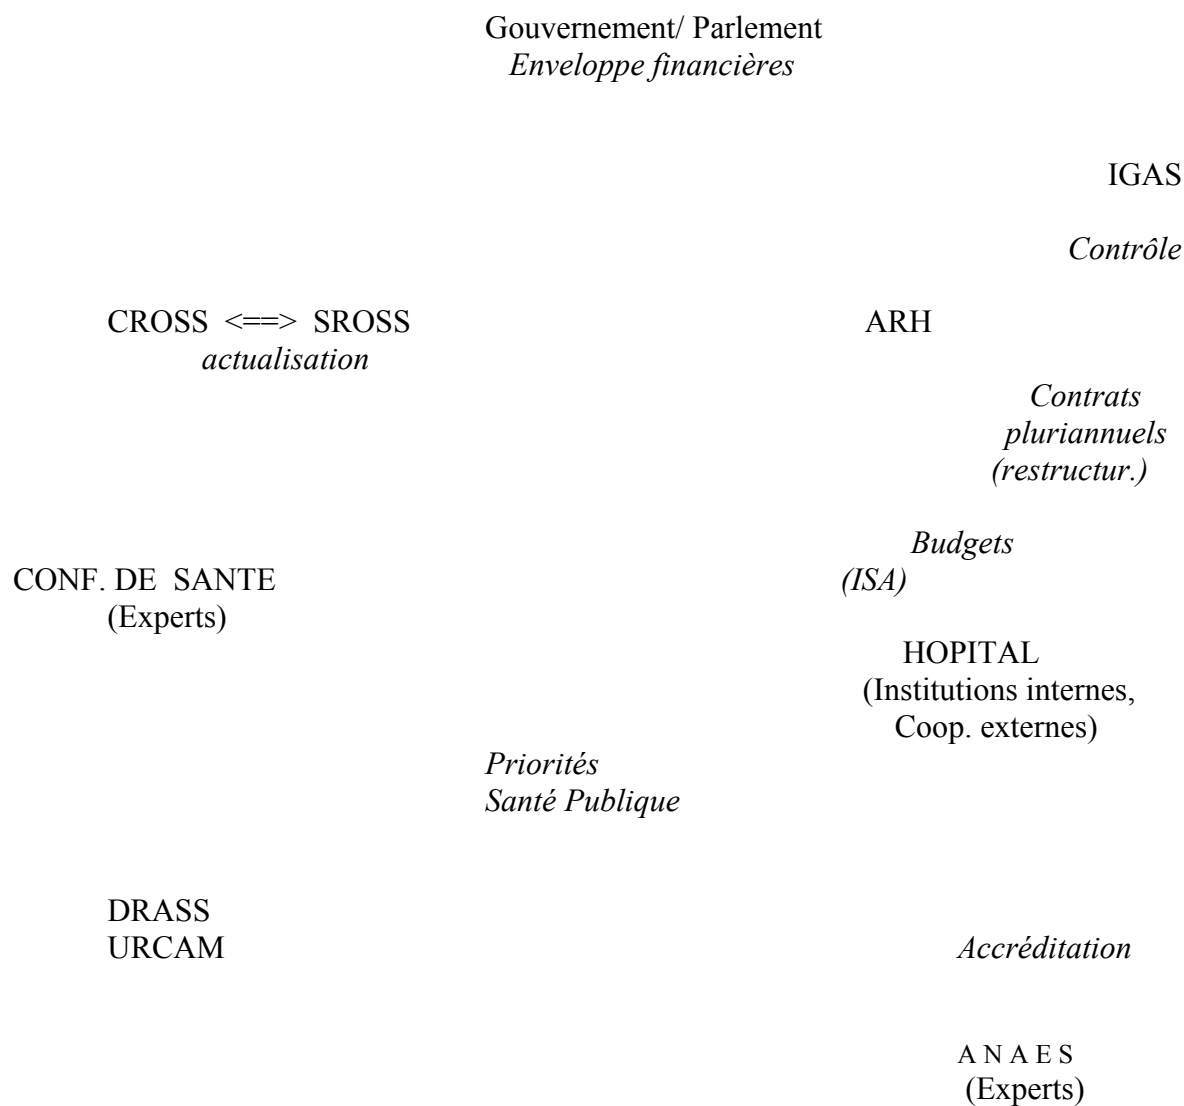 Gouvernement/ Parlement
Enveloppe financières
IGAS
Contrôle
CROSS <==> SROSS
ARH
actualisation
Contrats
pluriannuels
(restructur.)
Budgets
CONF. DE SANTE
(ISA)
(Experts)
HOPITAL
(Institutions internes,
Coop. externes)
Priorités
Santé Publique
DRASS
URCAM
Accréditation
A N A E S
(Experts)